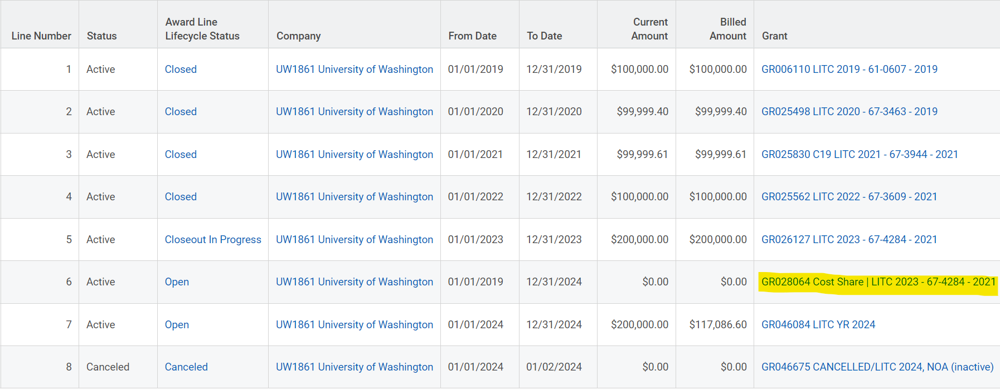 Line Number Status Award Line Lifecycle Status Company From Date To Date Current Amount Billed Amount Grant
1 Active Closed UW1861 University of Washington 01/01/2019 12/31/2019 $100,000.00 $100,000.00 GR006110 LITC 2019 - 61-0607 - 2019
2 Active Closed UW1861 University of Washington 01/01/2020 12/31/2020 $99,999.40 $99,999.40 GR025498 LITC 2020 - 67-3463 - 2019
3 Active Closed UW1861 University of Washington 01/01/2021 12/31/2021 $99,999.61 $99,999.61 GR025830 C19 LITC 2021 - 67-3944 - 2021
4 Active Closed UW1861 University of Washington 01/01/2022 12/31/2022 $100,000.00 $100,000.00 GR025562 LITC 2022 - 67-3609 - 2021
5 Active Closeout In Progress UW1861 University of Washington 01/01/2023 12/31/2023 $200,000.00 $200,000.00 GR026127 LITC 2023 - 67-4284 - 2021
6 Active Open UW1861 University of Washington 01/01/2019 12/31/2024 $0.00 $0.00 GR028064 Cost Share | LITC 2023 - 67-4284 - 2021
7 Active Open UW1861 University of Washington 01/01/2024 12/31/2024 $200,000.00 $117,086.60 GR046084 LITC YR 2024
8 Canceled Canceled UW1861 University of Washington 01/01/2024 01/02/2024 $0.00 $0.00 GR046675 CANCELLED/LITC 2024, NOA (inactive)